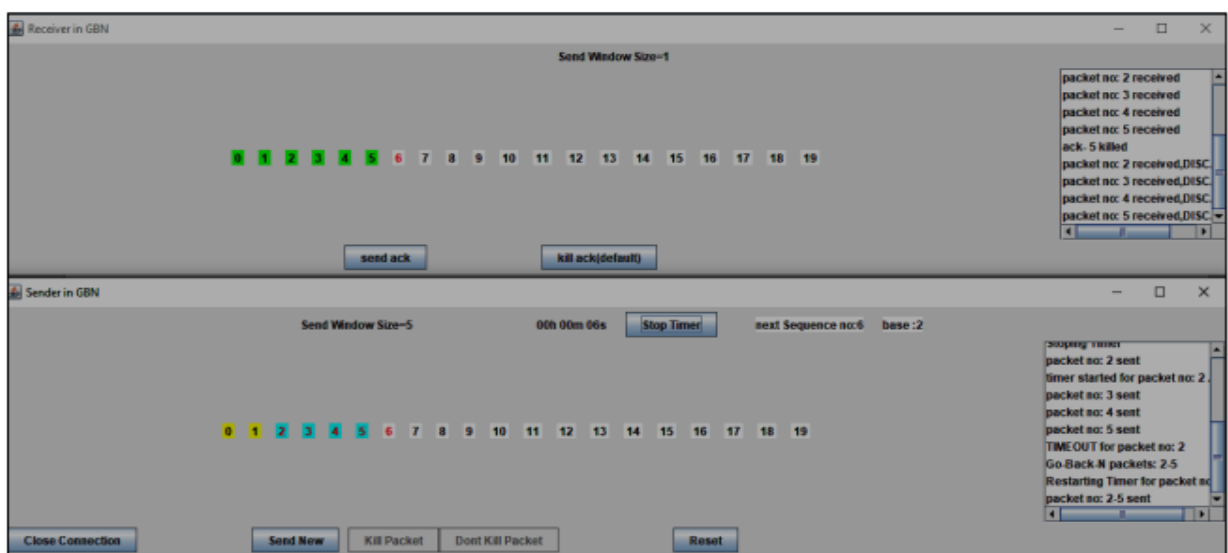 Receiver in GBN
Send Window Size=1
packet no: 2 received
packet no: 3 received
packet no: 4 received
packet no: 5 received
ack- 5 killed
packet no: 2 received,DISC
packet no: 3 received,DISC
packet no: 4 received,DISC
packet no: 5 received,DISC
0 1 2 3 4 5 6 7 8 9 10 11 12 13 14 15 16 17 18 19
send ack kill ack(default)
Sender in GBN
Send Window Size=5 00h 00m 06s Stop Timer next Sequence no:6 base :2
Stoping Timer
packet no: 2 sent
timer started for packet no: 2
packet no: 3 sent
packet no: 4 sent
packet no: 5 sent
TIMEOUT for packet no: 2
Go-Back-N packets: 2-5
Restarting Timer for packet no
packet no: 2-5 sent
0 1 2 3 4 5 6 7 8 9 10 11 12 13 14 15 16 17 18 19
Close Connection Send New Kill Packet Dont Kill Packet Reset